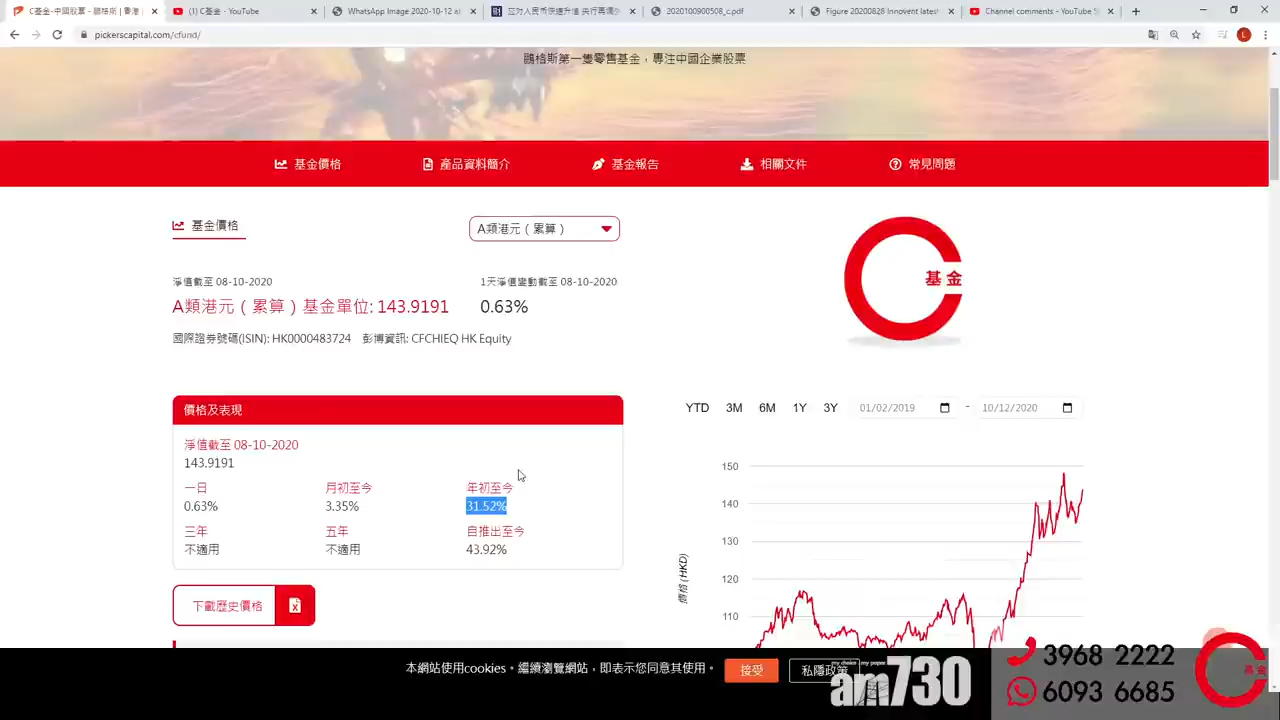 C基金-中國股票 - 鵬格斯 | 香港
(1) C基金 - YouTube
WhatsApp Image 2020-10-12 a
應對人民幣快速升值 央行再調
2020100900508_c.pdf
Figure 20200828 Innovent latest
Channel comments - YouTube S
pickerscapital.com/cfund/
L
鵬格斯第一隻零售基金，專注中國企業股票
基金價格
產品資料簡介
基金報告
相關文件
常見問題
基金價格
A類港元（累算）
基金
淨值截至 08-10-2020
1天淨值變動截至 08-10-2020
A類港元（累算）基金單位: 143.9191
0.63%
國際證券號碼(ISIN): HK0000483724 彭博資訊: CFCHIEQ HK Equity
價格及表現
YTD 3M 6M 1Y 3Y 01/02/2019 - 10/12/2020
淨值截至 08-10-2020
143.9191
一日 月初至今 年初至今
0.63% 3.35% 31.52%
三年 五年 自推出至今
不適用 不適用 43.92%
150
140
130
120
110
價格 (HKD)
下載歷史價格
本網站使用cookies。繼續瀏覽網站，即表示您同意其使用。
接受
私隱政策
my choice my paper
am730
3968 2222
6093 6685
基金